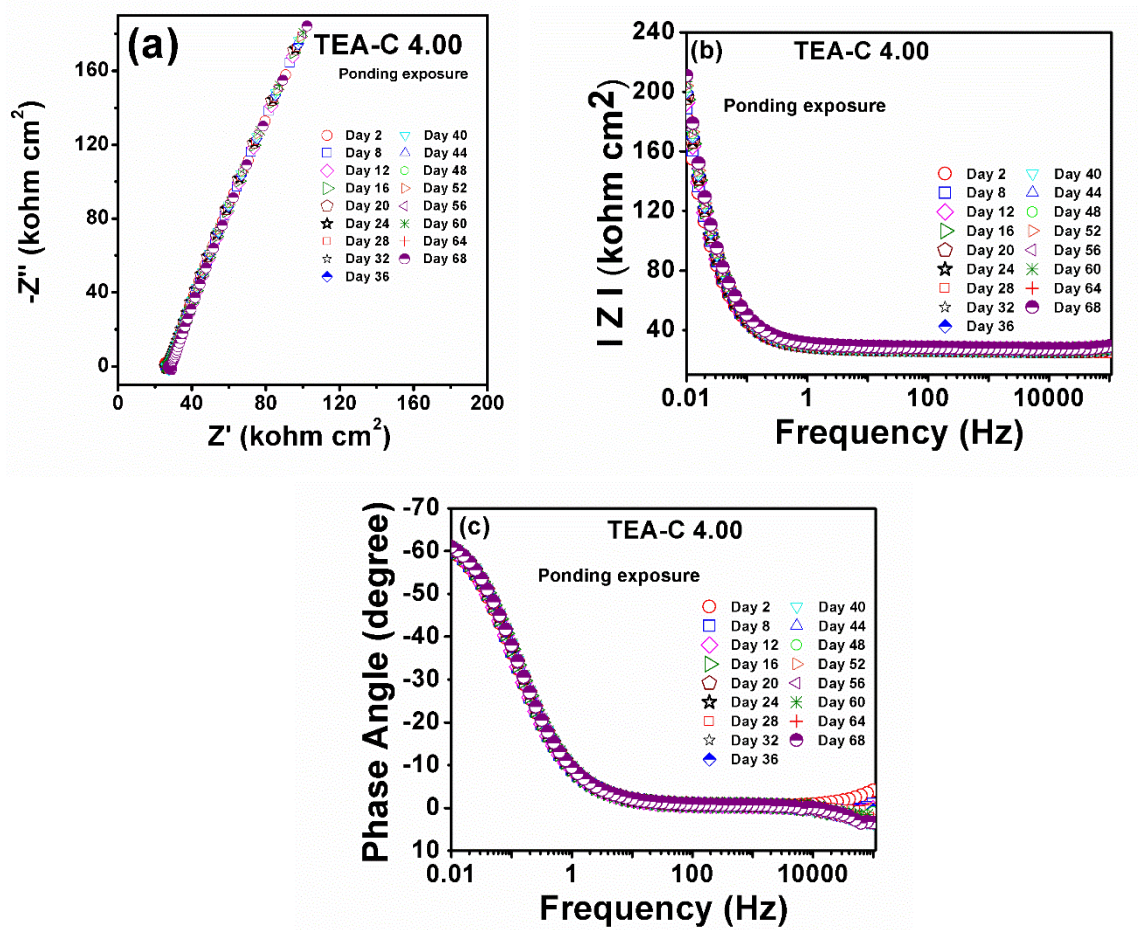 (a)
TEA-C 4.00
Ponding exposure
-Z'' (kohm cm²)
160
120
80
40
0
Day 2 Day 40
Day 8 Day 44
Day 12 Day 48
Day 16 Day 52
Day 20 Day 56
Day 24 Day 60
Day 28 Day 64
Day 32 Day 68
Day 36
0 40 80 120 160 200
Z' (kohm cm²)
(b)
TEA-C 4.00
Ponding exposure
I Z I (kohm cm²)
240
200
160
120
80
40
Day 2 Day 40
Day 8 Day 44
Day 12 Day 48
Day 16 Day 52
Day 20 Day 56
Day 24 Day 60
Day 28 Day 64
Day 32 Day 68
Day 36
0.01 1 100 10000
Frequency (Hz)
(c)
TEA-C 4.00
Ponding exposure
Phase Angle (degree)
-70
-60
-50
-40
-30
-20
-10
0
10
Day 2 Day 40
Day 8 Day 44
Day 12 Day 48
Day 16 Day 52
Day 20 Day 56
Day 24 Day 60
Day 28 Day 64
Day 32 Day 68
Day 36
0.01 1 100 10000
Frequency (Hz)